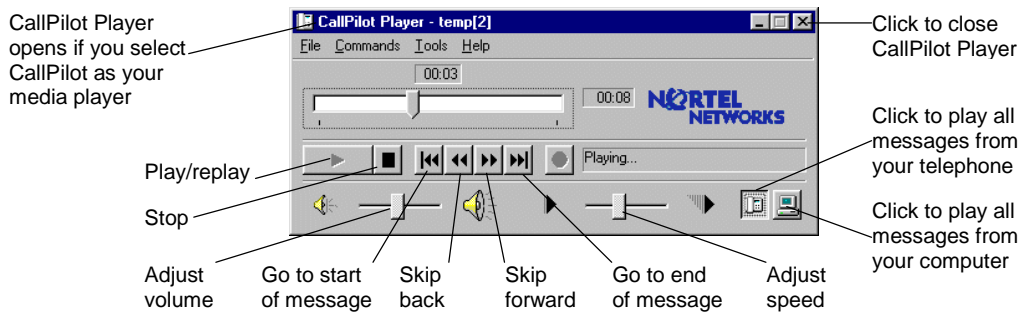 CallPilot Player
opens if you select
CallPilot as your
media player
CallPilot Player - temp[2]
Click to close
CallPilot Player
File Commands Tools Help
00:03
00:08
NORTEL
NETWORKS
Click to play all
messages from
your telephone
Play/replay
Playing...
Stop
Click to play all
messages from
your computer
Adjust
volume
Go to start
of message
Skip
back
Skip
forward
Go to end
of message
Adjust
speed